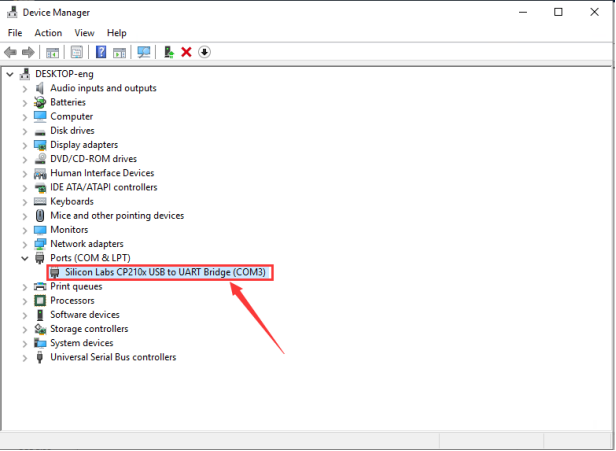 Device Manager
File Action View Help
DESKTOP-eng
Audio inputs and outputs
Batteries
Computer
Disk drives
Display adapters
DVD/CD-ROM drives
Human Interface Devices
IDE ATA/ATAPI controllers
Keyboards
Mice and other pointing devices
Monitors
Network adapters
Ports (COM & LPT)
Silicon Labs CP210x USB to UART Bridge (COM3)
Print queues
Processors
Software devices
Storage controllers
System devices
Universal Serial Bus controllers